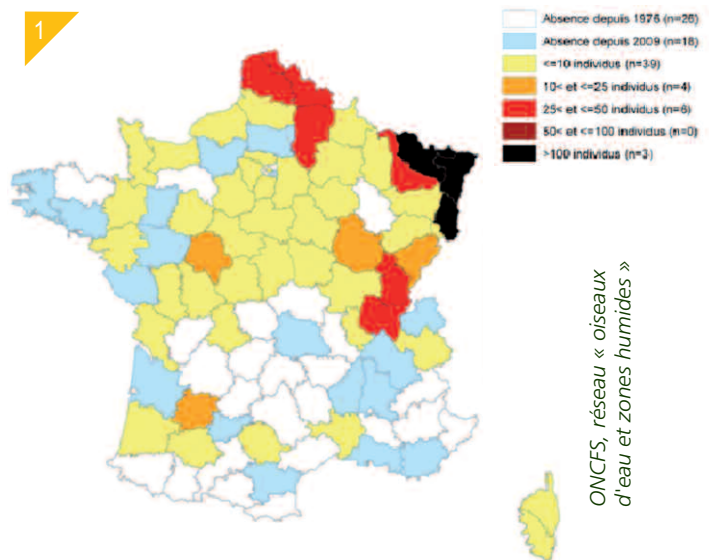 1
Absence depuis 1976 (n=26)
Absence depuis 2009 (n=18)
<=10 individus (n=39)
10< et <=25 individus (n=4)
25< et <=50 individus (n=6)
50< et <=100 individus (n=0)
>100 individus (n=3)
ONCFS, réseau « oiseaux
d'eau et zones humides »